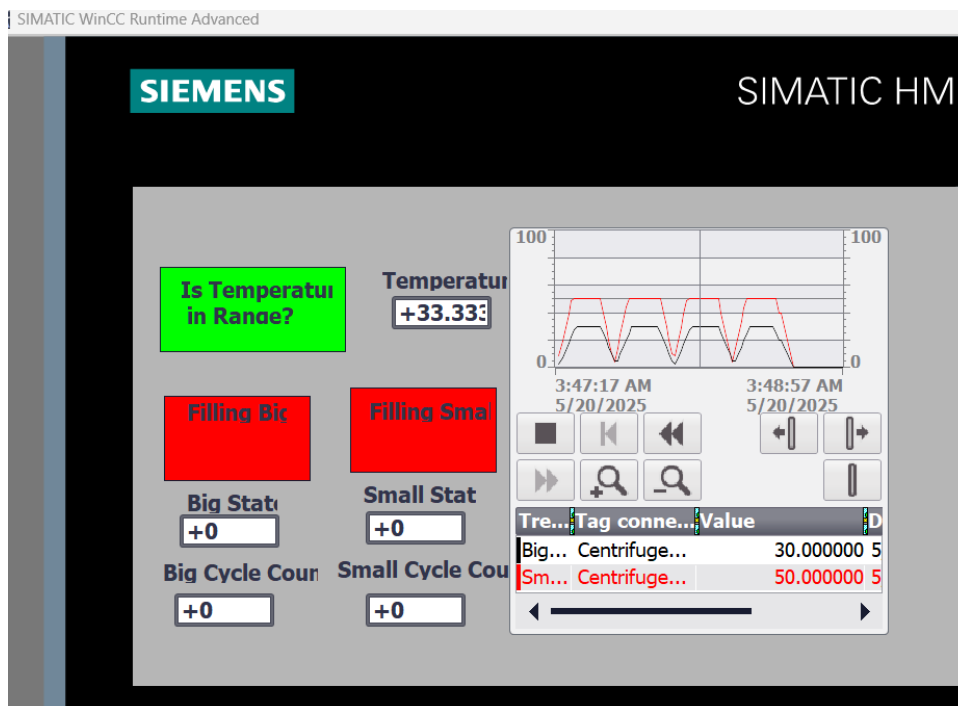 SIMATIC WinCC Runtime Advanced
SIEMENS
SIMATIC HM
Is Temperatur
in Range?
Temperatur
+33.333
Filling Big
Filling Smal
Big State
+0
Small Stat
+0
Big Cycle Coun
+0
Small Cycle Cou
+0
100 100
0 0
3:47:17 AM 3:48:57 AM
5/20/2025 5/20/2025
Tre... Tag conne... Value D
Big... Centrifuge... 30.000000 5
Sm... Centrifuge... 50.000000 5